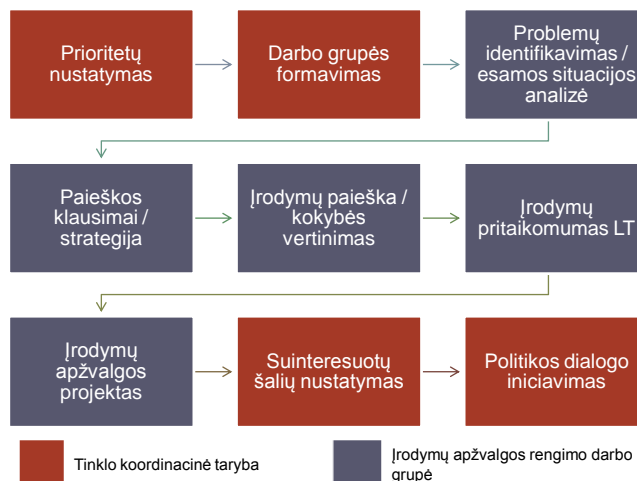 Prioritetų
nustatymas
Darbo grupės
formavimas
Problemų
identifikavimas /
esamos situacijos
analizė
Paieškos
klausimai /
strategija
Įrodymų paieška /
kokybės
vertinimas
Įrodymų
pritaikomumas LT
Įrodymų
apžvalgos
projektas
Suinteresuotų
šalių nustatymas
Politikos dialogo
iniciavimas
Tinklo koordinacinė taryba
Įrodymų apžvalgos rengimo darbo
grupė